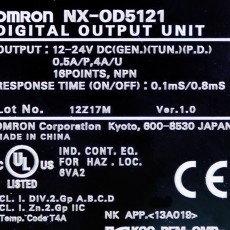 omron NX-OD5121
DIGITAL OUTPUT UNIT
OUTPUT : 12-24V DC(GEN.)(TUN.)(P.D.)
0.5A/P,4A/U
16POINTS, NPN
RESPONSE TIME (ON/OFF) : 0.1mS/0.8mS
Lot No. 12Z17M Ver.1.0
OMRON Corporation Kyoto, 600-8530 JAPAN
MADE IN CHINA
C UL US LISTED
IND. CONT. EQ.
FOR HAZ. LOC.
6VA2
CE
CL. I, DIV.2,Gp A,B,C,D
CL. I, Zn.2,Gp IIC
Temp. Code T4A
NK APP.<13A019>